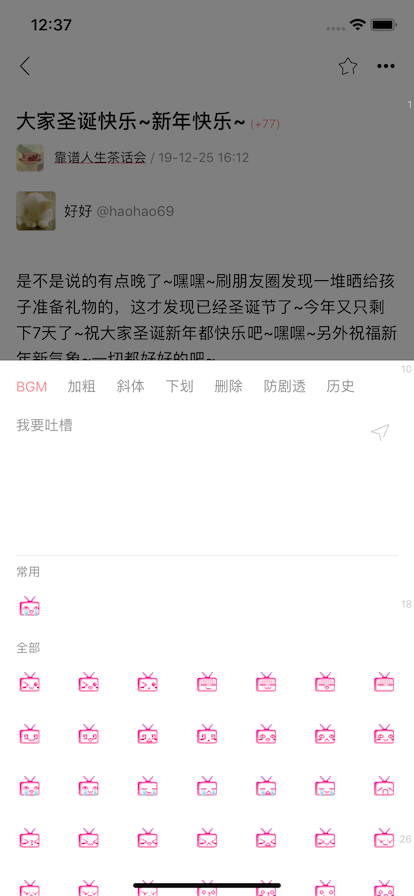 12:37
1
大家圣诞快乐~新年快乐~ (+77)
靠谱人生茶话会 / 19-12-25 16:12
好好 @haohao69
是不是说的有点晚了~嘿嘿~刷朋友圈发现一堆晒给孩
子准备礼物的，这才发现已经圣诞节了~今年又只剩
下7天了~祝大家圣诞新年都快乐吧~嘿嘿~另外祝福新
年新气象~一切都好好的吧~
10
BGM 加粗 斜体 下划 删除 防剧透 历史
我要吐槽
常用
18
全部
26